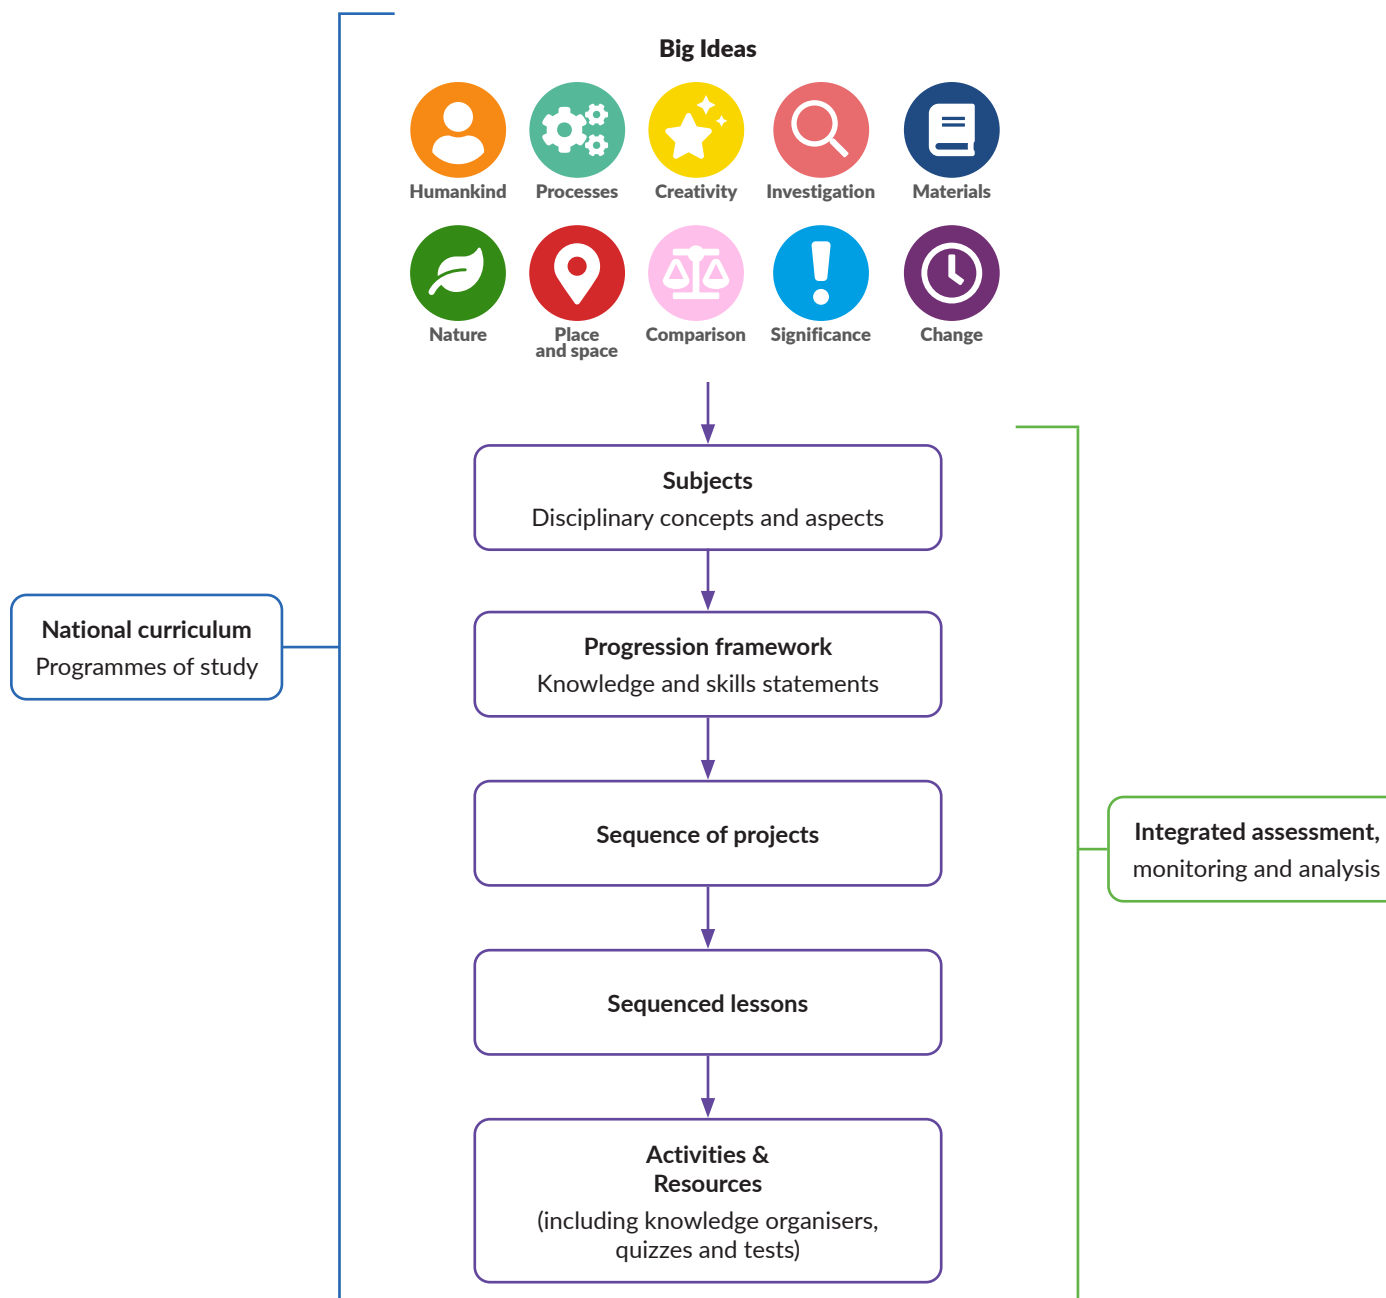 Big Ideas
Humankind
Processes
Creativity
Investigation
Materials
Nature
Place
and space
Comparison
Significance
Change
Subjects
Disciplinary concepts and aspects
National curriculum
Programmes of study
Progression framework
Knowledge and skills statements
Sequence of projects
Integrated assessment,
monitoring and analysis
Sequenced lessons
Activities &
Resources
(including knowledge organisers,
quizzes and tests)